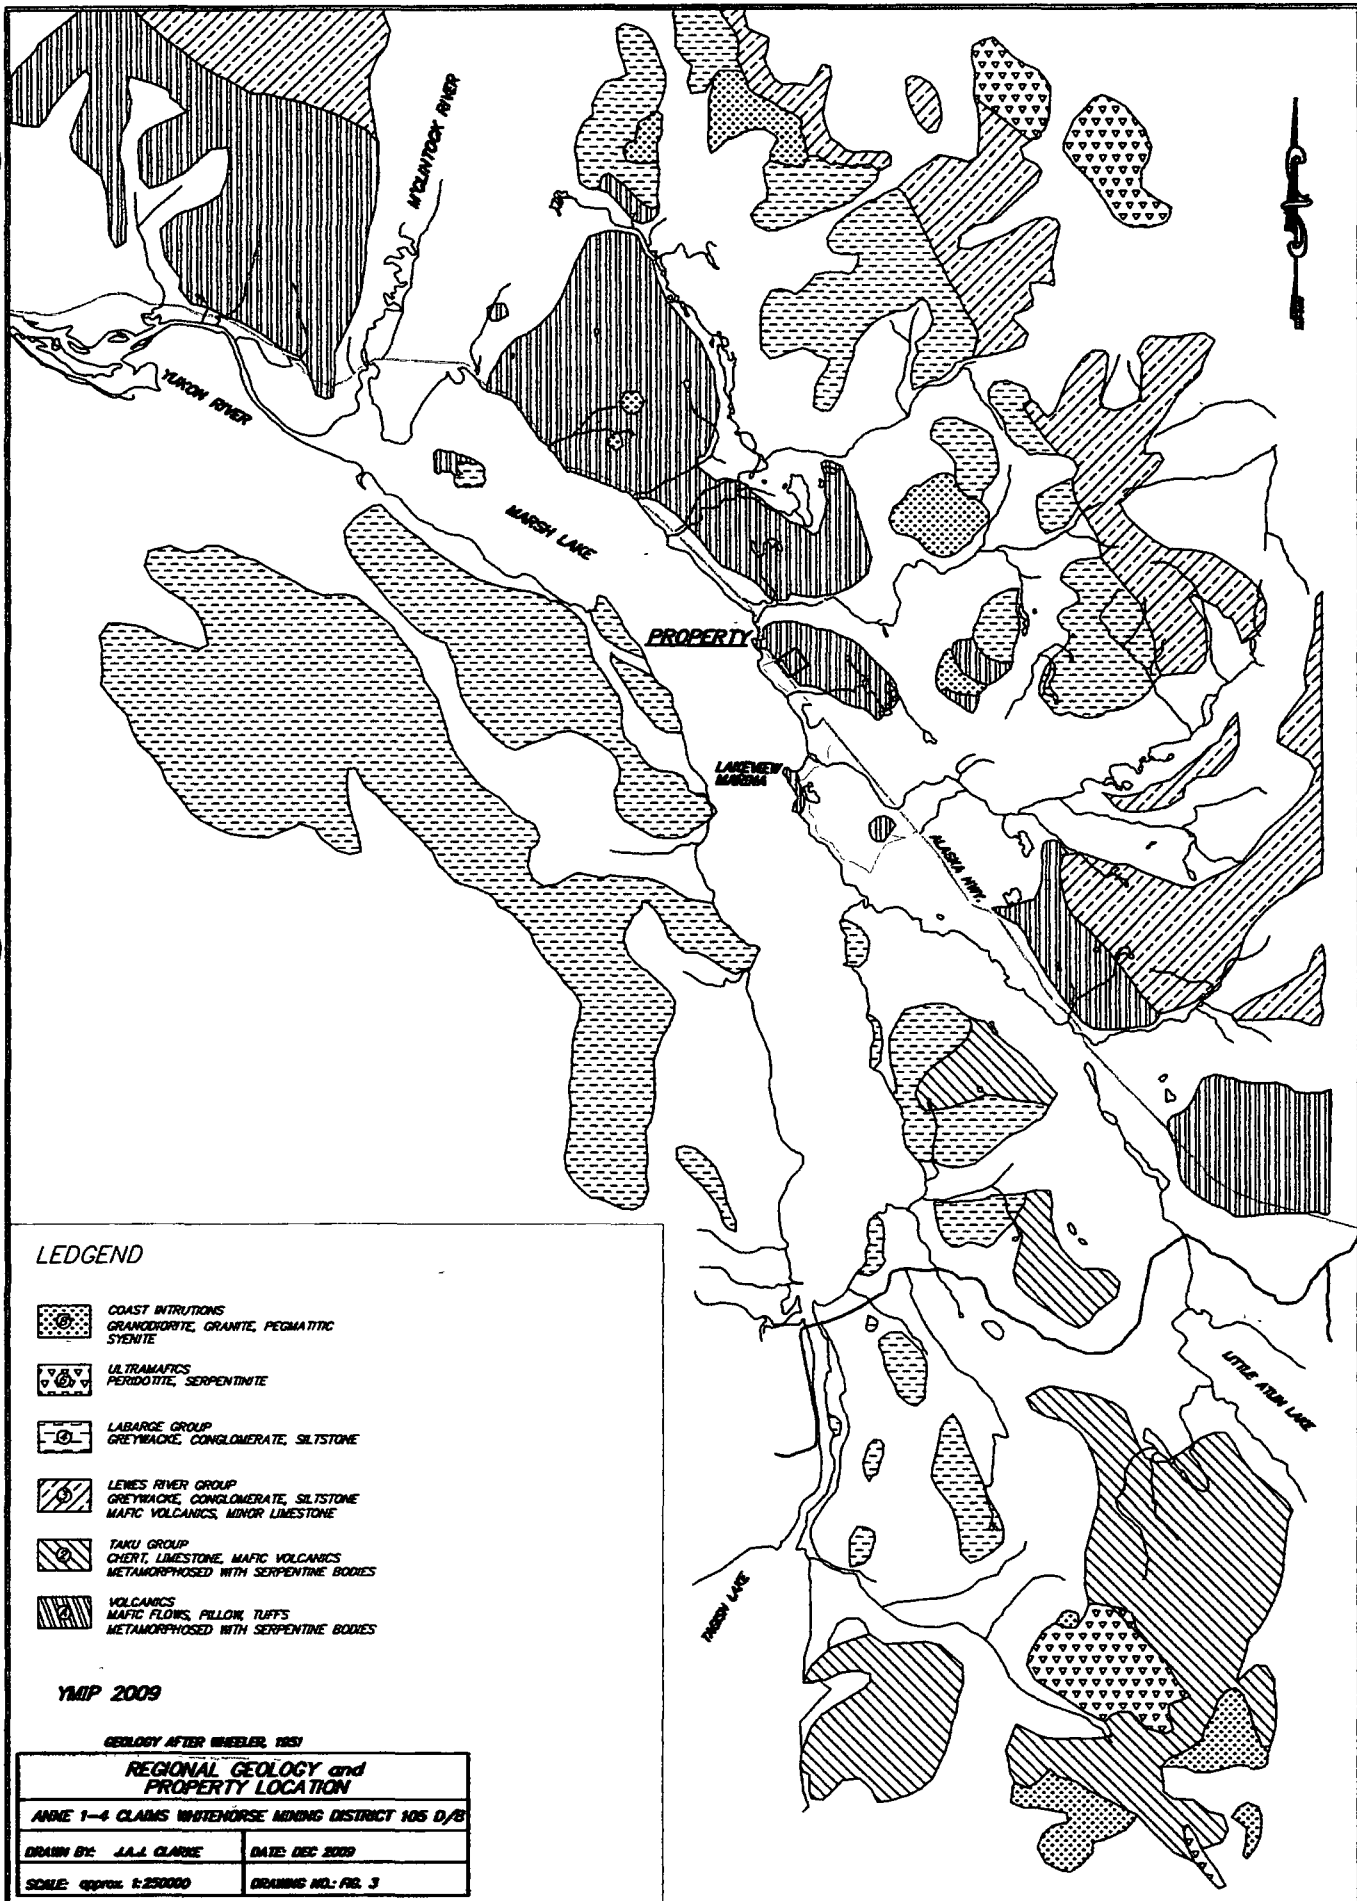 M'CLINTOCK RIVER
YUKON RIVER
MARSH LAKE
PROPERTY
LAKEVIEW
MARINA
ALASKA HWY.
LITTLE ATLIN LAKE
TAGISH LAKE
LEDGEND
COAST INTRUTIONS
GRANODIORITE, GRANITE, PEGMATITIC
SYENITE
ULTRAMAFICS
PERIDOTITE, SERPENTINITE
4
LABARGE GROUP
GREYWACKE, CONGLOMERATE, SILTSTONE
3
LEWES RIVER GROUP
GREYWACKE, CONGLOMERATE, SILTSTONE
MAFIC VOLCANICS, MINOR LIMESTONE
2
TAKU GROUP
CHERT, LIMESTONE, MAFIC VOLCANICS
METAMORPHOSED WITH SERPENTINE BODIES
1
VOLCANICS
MAFIC FLOWS, PILLOW, TUFFS
METAMORPHOSED WITH SERPENTINE BODIES
YMIP 2009
GEOLOGY AFTER WHEELER, 1951
REGIONAL GEOLOGY and
PROPERTY LOCATION
ANNE 1-4 CLAIMS WHITEHORSE MINING DISTRICT 105 D/8
DRAWN BY: J.A.J. CLARKE
DATE: DEC 2009
SCALE: approx. 1:250000
DRAWING NO.: FIG. 3